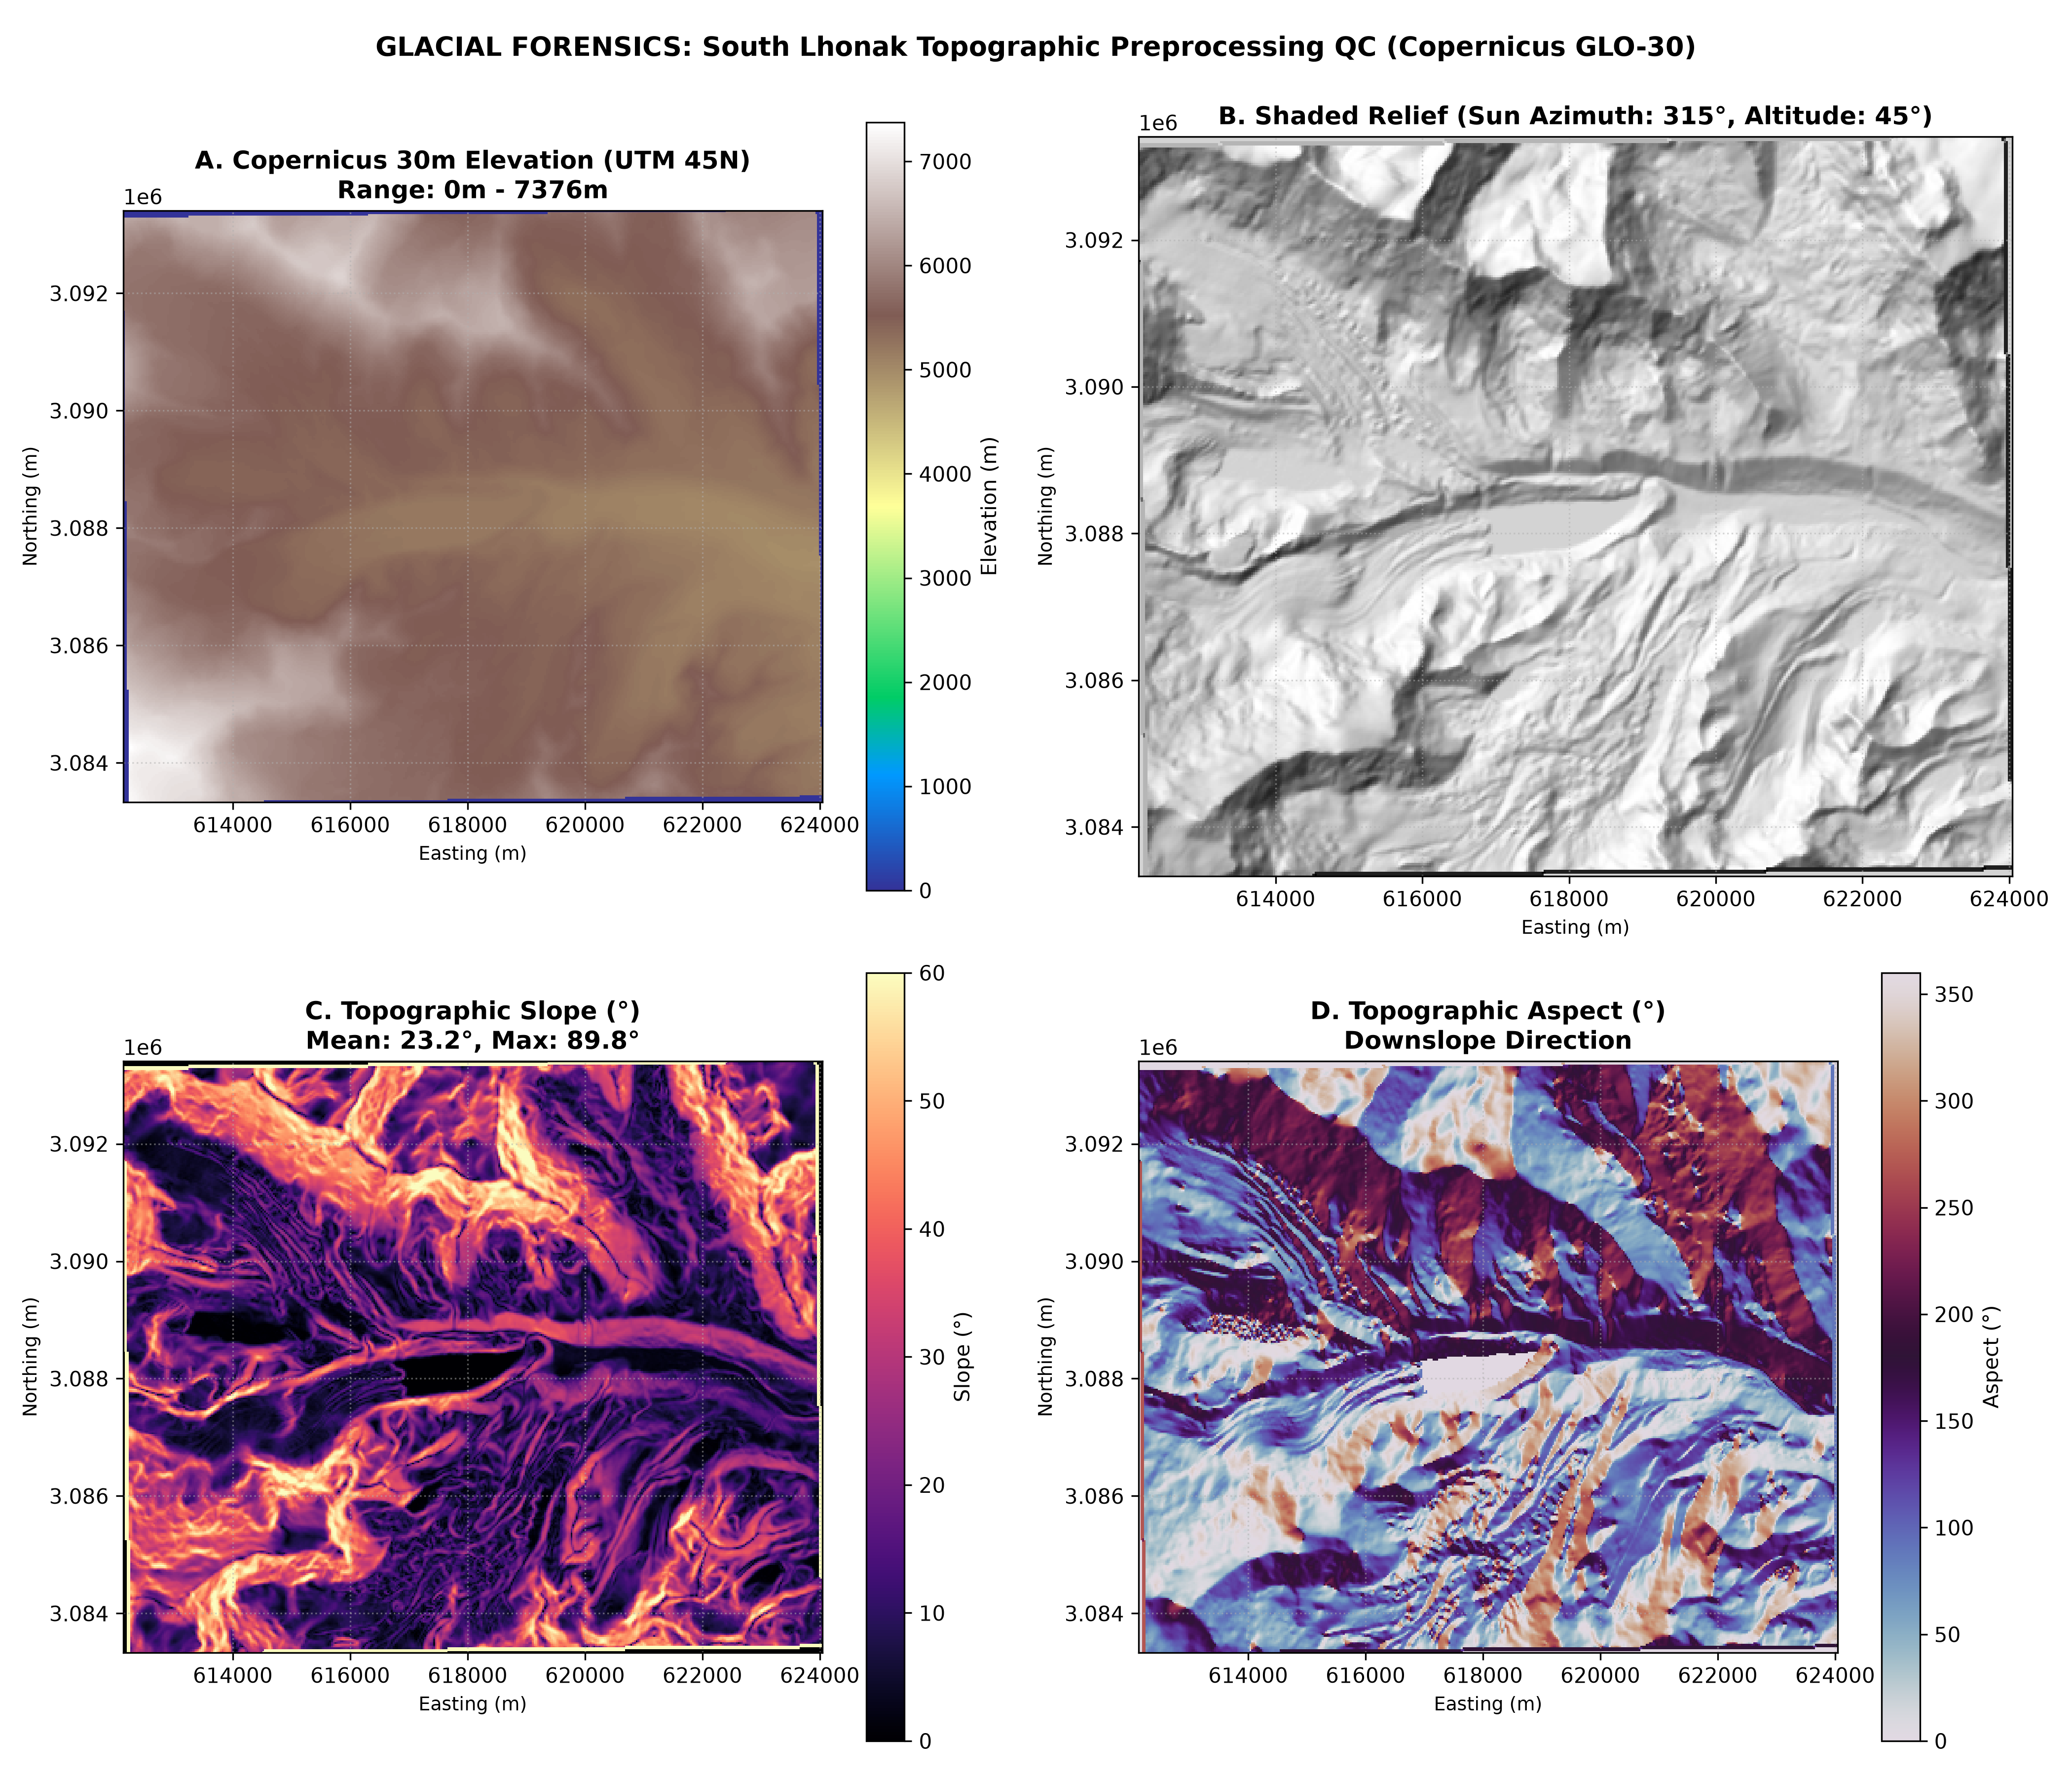 GLACIAL FORENSICS: South Lhonak Topographic Preprocessing QC (Copernicus GLO-30)
A. Copernicus 30m Elevation (UTM 45N)
Range: 0m - 7376m
1e6
3.092
3.090
3.088
3.086
3.084
Northing (m)
614000 616000 618000 620000 622000 624000
Easting (m)
7000
6000
5000
4000
3000
2000
1000
0
Elevation (m)
B. Shaded Relief (Sun Azimuth: 315°, Altitude: 45°)
1e6
3.092
3.090
3.088
3.086
3.084
Northing (m)
614000 616000 618000 620000 622000 624000
Easting (m)
C. Topographic Slope (°)
Mean: 23.2°, Max: 89.8°
1e6
3.092
3.090
3.088
3.086
3.084
Northing (m)
614000 616000 618000 620000 622000 624000
Easting (m)
60
50
40
30
20
10
0
Slope (°)
D. Topographic Aspect (°)
Downslope Direction
1e6
3.092
3.090
3.088
3.086
3.084
Northing (m)
614000 616000 618000 620000 622000 624000
Easting (m)
350
300
250
200
150
100
50
0
Aspect (°)